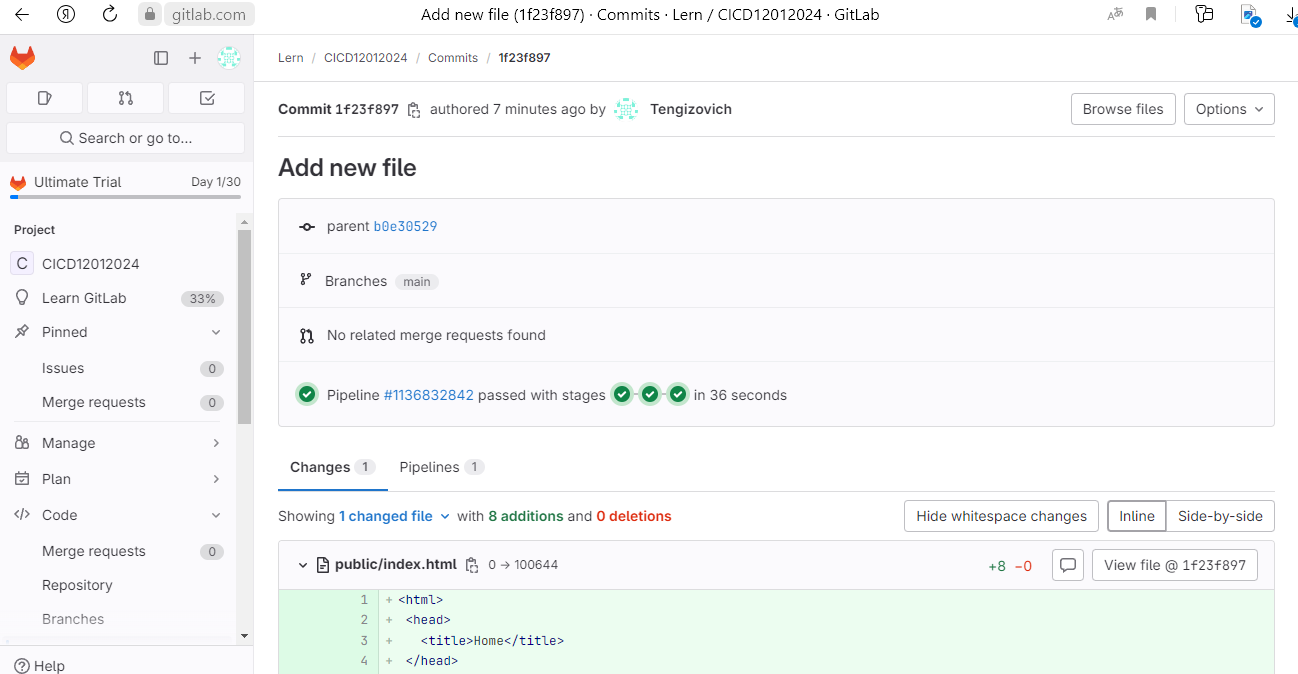 gitlab.com Add new file (1f23f897) · Commits · Lern / CICD12012024 · GitLab
Lern / CICD12012024 / Commits / 1f23f897
Commit 1f23f897 authored 7 minutes ago by Tengizovich Browse files Options
Search or go to...
Add new file
Ultimate Trial Day 1/30
Project
C CICD12012024
Learn GitLab 33%
Pinned
Issues 0
Merge requests 0
Manage
Plan
Code
Merge requests 0
Repository
Branches
Help
parent b0e30529
Branches main
No related merge requests found
Pipeline #1136832842 passed with stages in 36 seconds
Changes 1 Pipelines 1
Showing 1 changed file with 8 additions and 0 deletions Hide whitespace changes Inline Side-by-side
public/index.html 0 → 100644 +8 −0 View file @ 1f23f897
1 + <html>
2 + <head>
3 + <title>Home</title>
4 + </head>